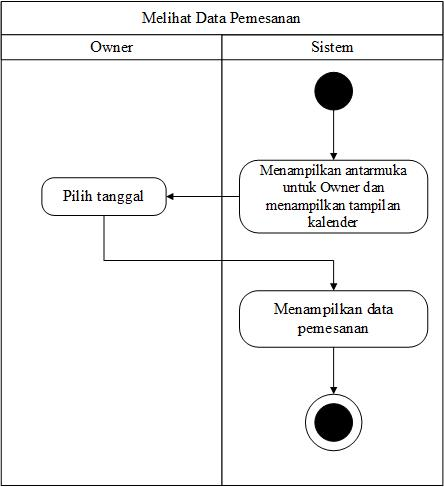 Melihat Data Pemesanan
Owner
Sistem
Menampilkan antarmuka
untuk Owner dan
menampilkan tampilan
kalender
Pilih tanggal
Menampilkan data
pemesanan